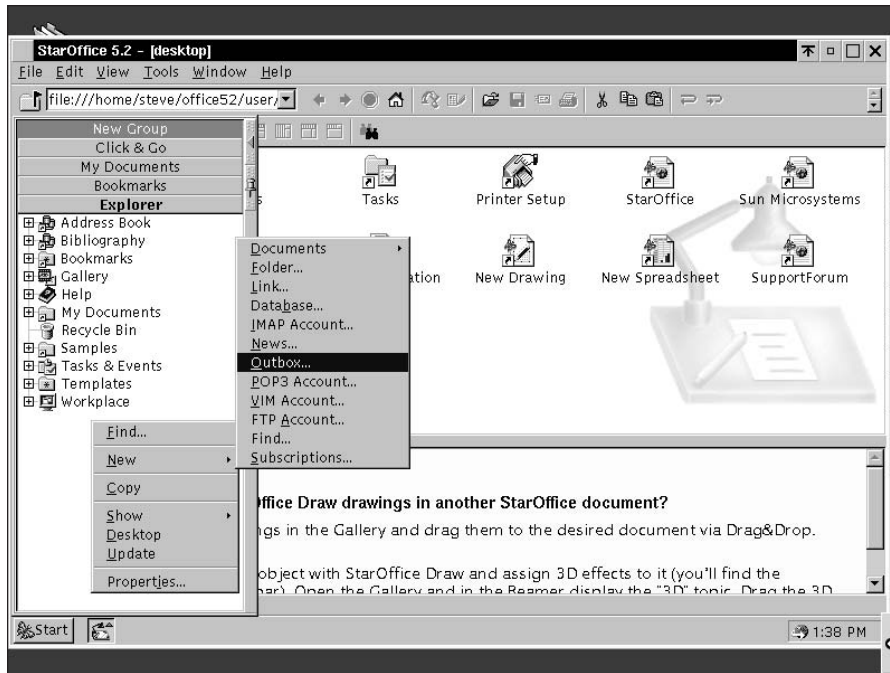 StarOffice 5.2 – [desktop]
File Edit View Tools Window Help
file:///home/steve/office52/user/
New Group
Click & Go
My Documents
Bookmarks
Explorer
Address Book
Bibliography
Bookmarks
Gallery
Help
My Documents
Recycle Bin
Samples
Tasks & Events
Templates
Workplace
Find...
New
Copy
Show
Desktop
Update
Properties...
Documents
Folder...
Link...
Database...
IMAP Account...
News...
Outbox...
POP3 Account...
VIM Account...
FTP Account...
Find...
Subscriptions...
Tasks Printer Setup StarOffice Sun Microsystems
New Drawing New Spreadsheet SupportForum
Office Draw drawings in another StarOffice document?
in the Gallery and drag them to the desired document via Drag&Drop.
object with StarOffice Draw and assign 3D effects to it (you'll find the
Open the Gallery and in the Beamer display the "3D" topic. Drag the 3D
Start 1:38 PM